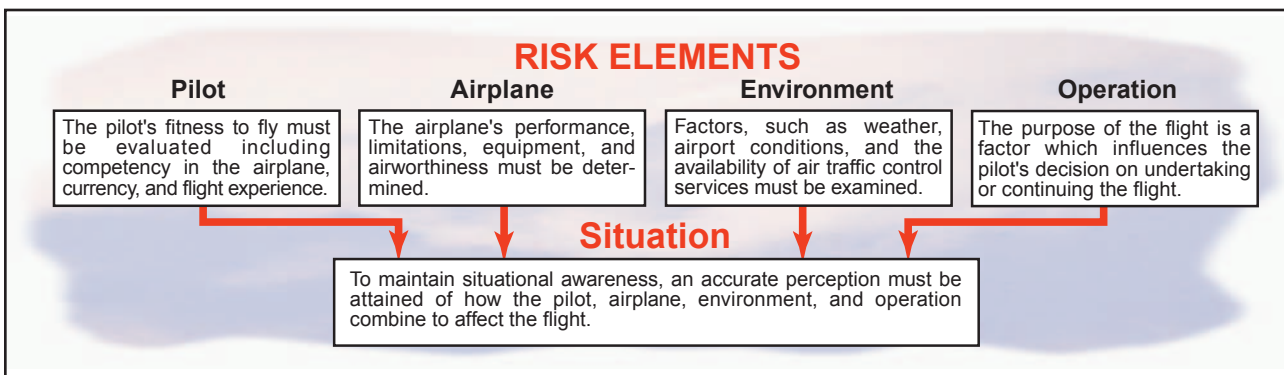 RISK ELEMENTS
Pilot
The pilot's fitness to fly must
be evaluated including
competency in the airplane,
currency, and flight experience.
Airplane
The airplane's performance,
limitations, equipment, and
airworthiness must be deter-
mined.
Environment
Factors, such as weather,
airport conditions, and the
availability of air traffic control
services must be examined.
Operation
The purpose of the flight is a
factor which influences the
pilot's decision on undertaking
or continuing the flight.
Situation
To maintain situational awareness, an accurate perception must be
attained of how the pilot, airplane, environment, and operation
combine to affect the flight.